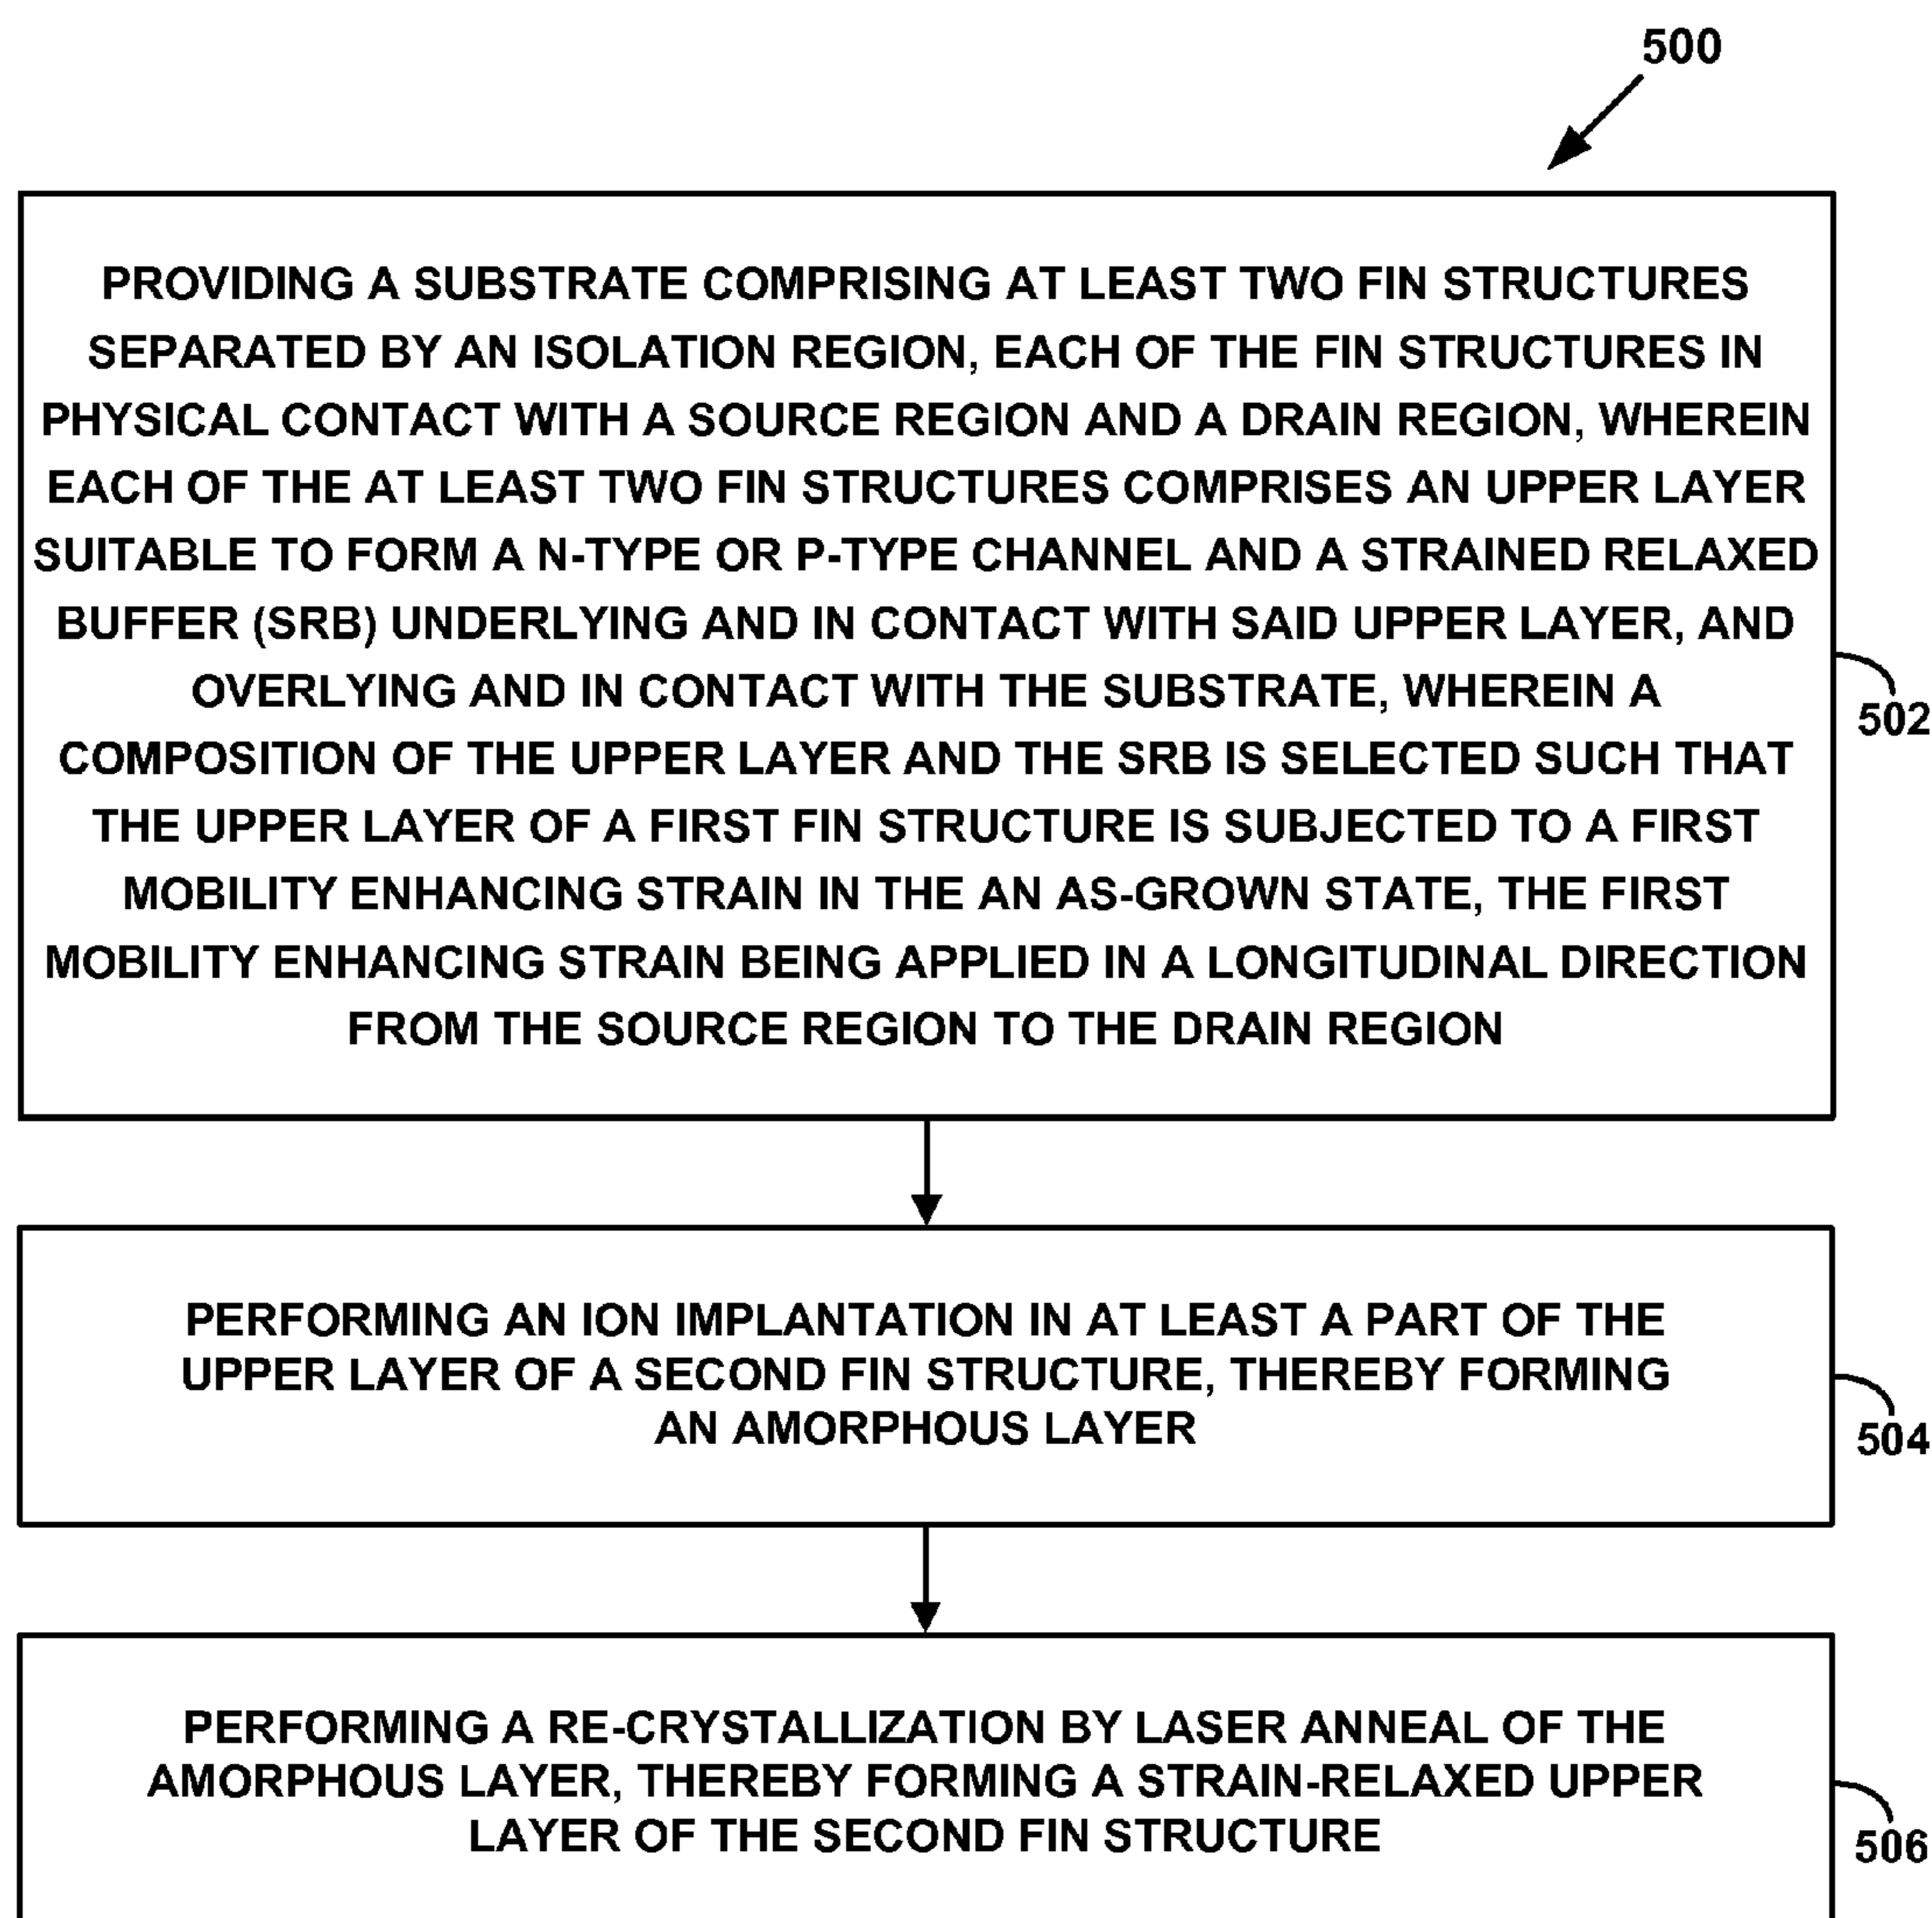 500
PROVIDING A SUBSTRATE COMPRISING AT LEAST TWO FIN STRUCTURES
SEPARATED BY AN ISOLATION REGION, EACH OF THE FIN STRUCTURES IN
PHYSICAL CONTACT WITH A SOURCE REGION AND A DRAIN REGION, WHEREIN
EACH OF THE AT LEAST TWO FIN STRUCTURES COMPRISES AN UPPER LAYER
SUITABLE TO FORM A N-TYPE OR P-TYPE CHANNEL AND A STRAINED RELAXED
BUFFER (SRB) UNDERLYING AND IN CONTACT WITH SAID UPPER LAYER, AND
OVERLYING AND IN CONTACT WITH THE SUBSTRATE, WHEREIN A
COMPOSITION OF THE UPPER LAYER AND THE SRB IS SELECTED SUCH THAT
THE UPPER LAYER OF A FIRST FIN STRUCTURE IS SUBJECTED TO A FIRST
MOBILITY ENHANCING STRAIN IN THE AN AS-GROWN STATE, THE FIRST
MOBILITY ENHANCING STRAIN BEING APPLIED IN A LONGITUDINAL DIRECTION
FROM THE SOURCE REGION TO THE DRAIN REGION
502
PERFORMING AN ION IMPLANTATION IN AT LEAST A PART OF THE
UPPER LAYER OF A SECOND FIN STRUCTURE, THEREBY FORMING
AN AMORPHOUS LAYER
504
PERFORMING A RE-CRYSTALLIZATION BY LASER ANNEAL OF THE
AMORPHOUS LAYER, THEREBY FORMING A STRAIN-RELAXED UPPER
LAYER OF THE SECOND FIN STRUCTURE
506